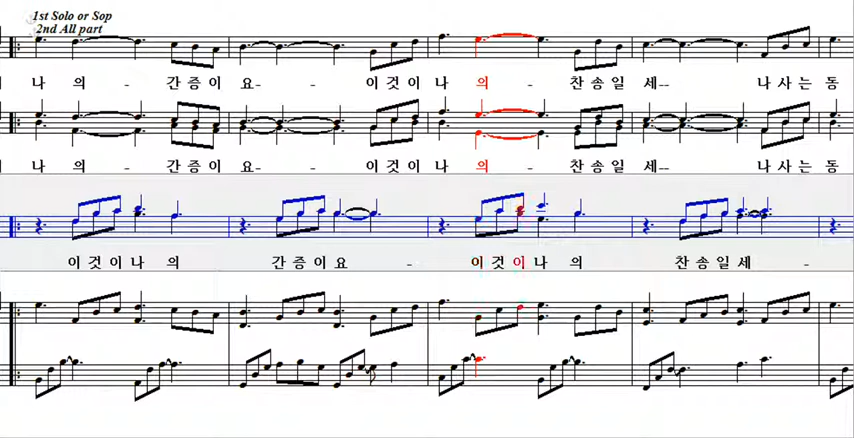 1st Solo or Sop
2nd All part
나 의 - 간 증 이 요 - 이 것 이 나 의 - 찬 송 일 세 -- 나 사 는 동
나 의 - 간 증 이 요 - 이 것 이 나 의 - 찬 송 일 세 -- 나 사 는 동
이 것 이 나 의 간 증 이 요 - 이 것 이 나 의 찬 송 일 세 -